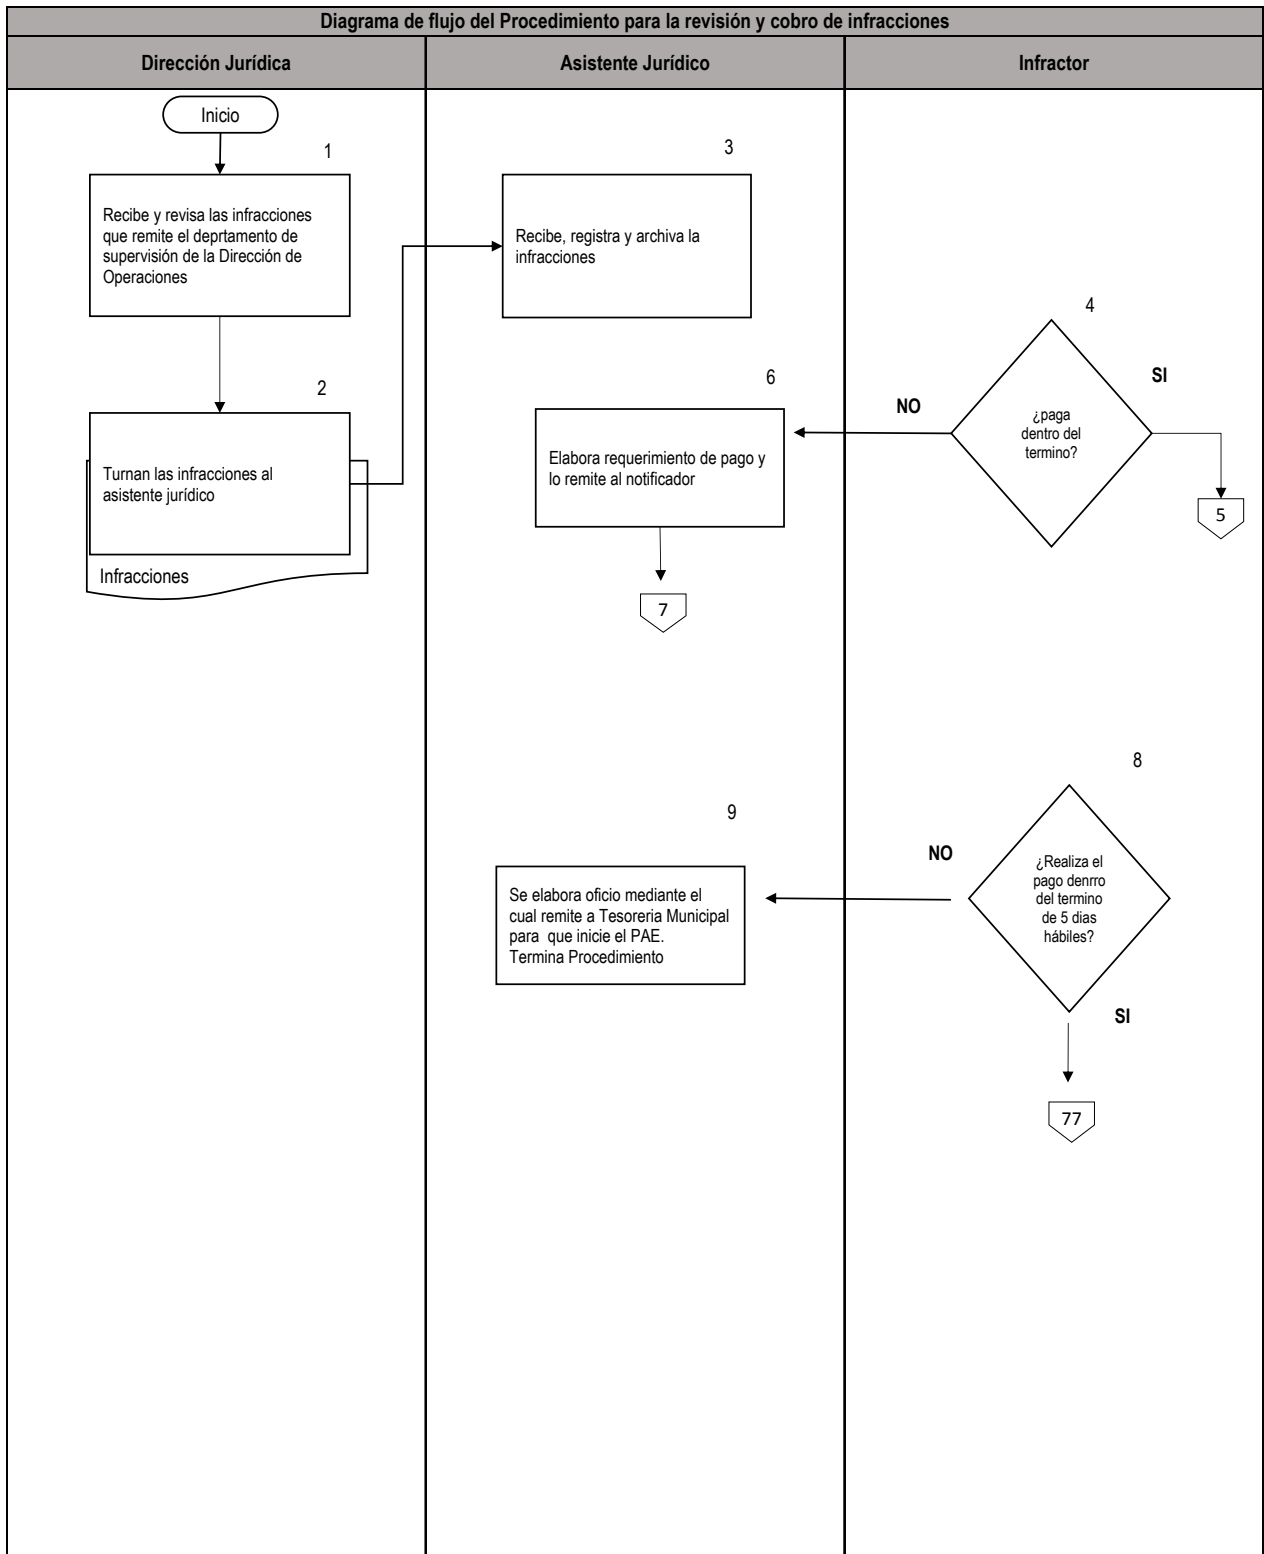 Diagrama de flujo del Procedimiento para la revisión y cobro de infracciones
Dirección Jurídica
Asistente Jurídico
Infractor
Inicio
1
Recibe y revisa las infracciones
que remite el deprtamento de
supervisión de la Dirección de
Operaciones
2
Turnan las infracciones al
asistente jurídico
Infracciones
3
Recibe, registra y archiva la
infracciones
4
¿paga
dentro del
termino?
SI
NO
5
6
Elabora requerimiento de pago y
lo remite al notificador
7
8
¿Realiza el
pago denrro
del termino
de 5 dias
hábiles?
NO
SI
77
9
Se elabora oficio mediante el
cual remite a Tesoreria Municipal
para que inicie el PAE.
Termina Procedimiento